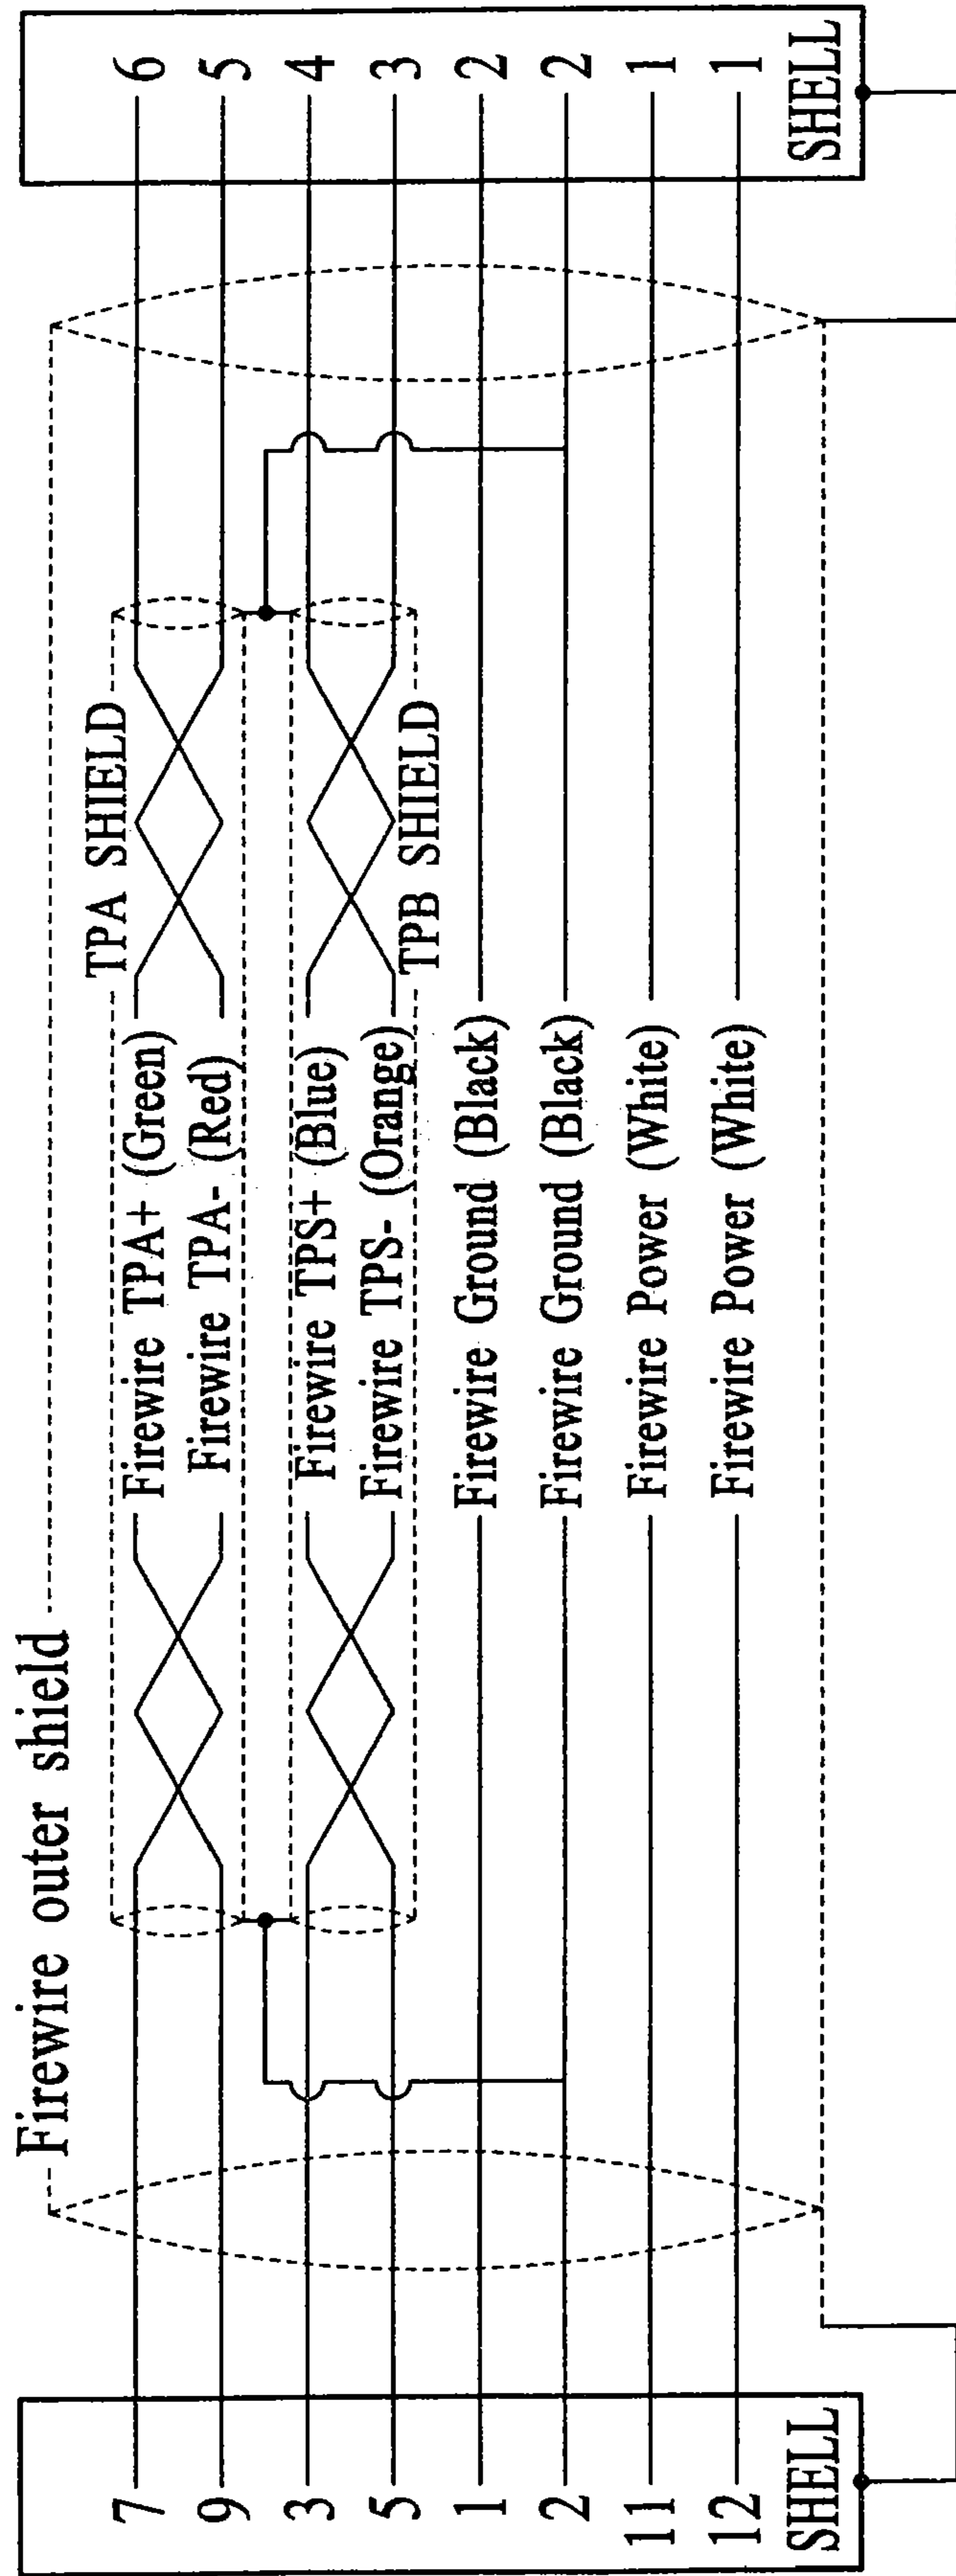 Firewire outer shield
TPA SHIELD
7 Firewire TPA+ (Green) 6
9 Firewire TPA- (Red) 5
3 Firewire TPS+ (Blue) 4
5 Firewire TPS- (Orange) 3
TPB SHIELD
1 Firewire Ground (Black) 2
2 Firewire Ground (Black) 2
11 Firewire Power (White) 1
12 Firewire Power (White) 1
SHELL SHELL